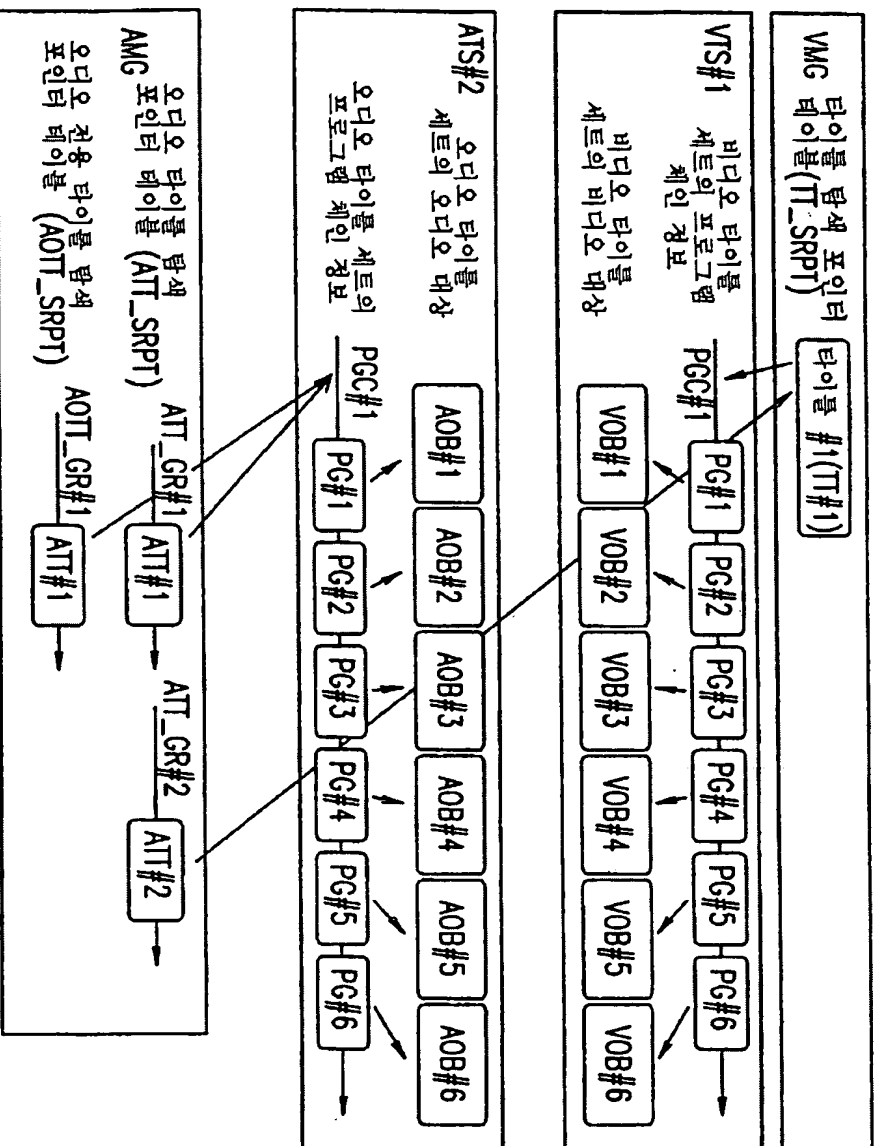 VMG 타이틀 탐색 포인터
테이블(TT_SRPT)
타이틀 #1(TT#1)
VTS#1
비디오 타이틀
세트의 프로그램
체인 정보
PGC#1 PG#1 PG#2 PG#3 PG#4 PG#5 PG#6
비디오 타이틀
세트의 비디오 대상
VOB#1 VOB#2 VOB#3 VOB#4 VOB#5 VOB#6
ATS#2
오디오 타이틀
세트의 오디오 대상
AOB#1 AOB#2 AOB#3 AOB#4 AOB#5 AOB#6
오디오 타이틀 세트의
프로그램 체인 정보
PGC#1 PG#1 PG#2 PG#3 PG#4 PG#5 PG#6
AMG
오디오 타이틀 탐색
포인터 테이블 (ATT_SRPT)
ATT_GR#1 ATT#1 ATT_GR#2 ATT#2
오디오 전용 타이틀 탐색
포인터 테이블 (AOTT_SRPT)
AOTT_GR#1 ATT#1